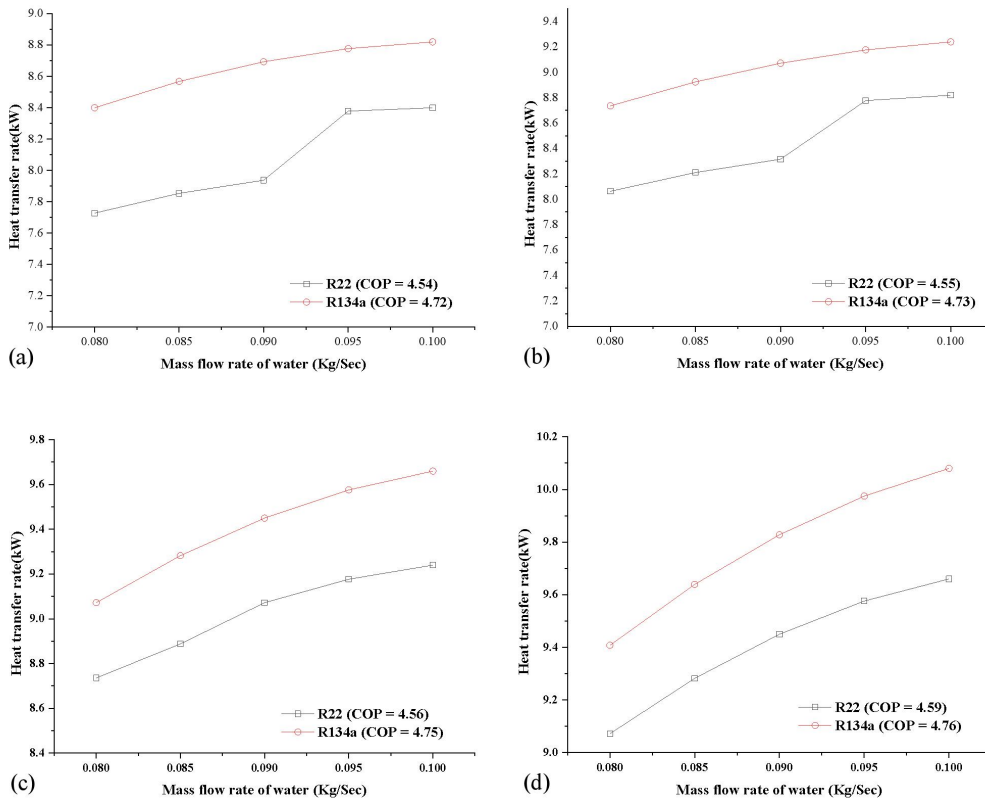 9.0
8.8
8.6
8.4
8.2
8.0
7.8
7.6
7.4
7.2
7.0
Heat transfer rate(kW)
R22 (COP = 4.54)
R134a (COP = 4.72)
0.080 0.085 0.090 0.095 0.100
Mass flow rate of water (Kg/Sec)
(a)
9.4
9.2
9.0
8.8
8.6
8.4
8.2
8.0
7.8
7.6
7.4
7.2
7.0
Heat transfer rate(kW)
R22 (COP = 4.55)
R134a (COP = 4.73)
0.080 0.085 0.090 0.095 0.100
Mass flow rate of water (Kg/Sec)
(b)
9.8
9.6
9.4
9.2
9.0
8.8
8.6
8.4
Heat transfer rate(kW)
R22 (COP = 4.56)
R134a (COP = 4.75)
0.080 0.085 0.090 0.095 0.100
Mass flow rate of water (Kg/Sec)
(c)
10.2
10.0
9.8
9.6
9.4
9.2
9.0
Heat transfer rate(kW)
R22 (COP = 4.59)
R134a (COP = 4.76)
0.080 0.085 0.090 0.095 0.100
Mass flow rate of water (Kg/Sec)
(d)